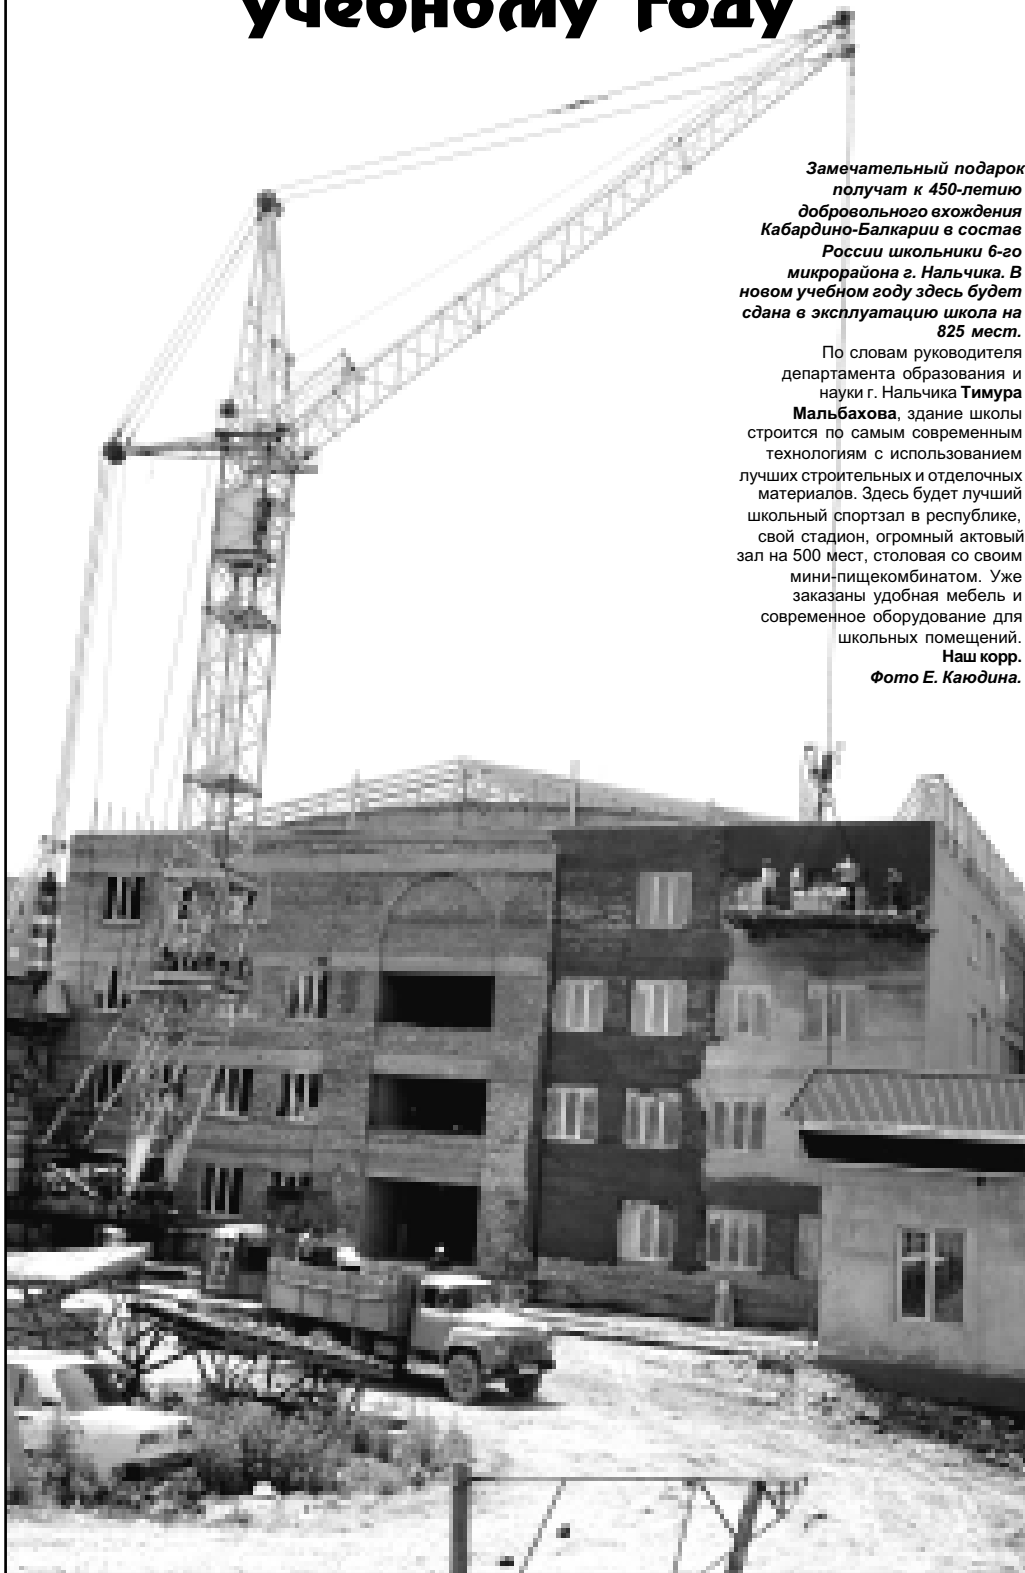 учебному году
Замечательный подарок
получат к 450-летию
добровольного вхождения
Кабардино-Балкарии в состав
России школьники 6-го
микрорайона г. Нальчика. В
новом учебном году здесь будет
сдана в эксплуатацию школа на
825 мест.
По словам руководителя
департамента образования и
науки г. Нальчика Тимура
Мальбахова, здание школы
строится по самым современным
технологиям с использованием
лучших строительных и отделочных
материалов. Здесь будет лучший
школьный спортзал в республике,
свой стадион, огромный актовый
зал на 500 мест, столовая со своим
мини-пищекомбинатом. Уже
заказаны удобная мебель и
современное оборудование для
школьных помещений.
Наш корр.
Фото Е. Каюдина.